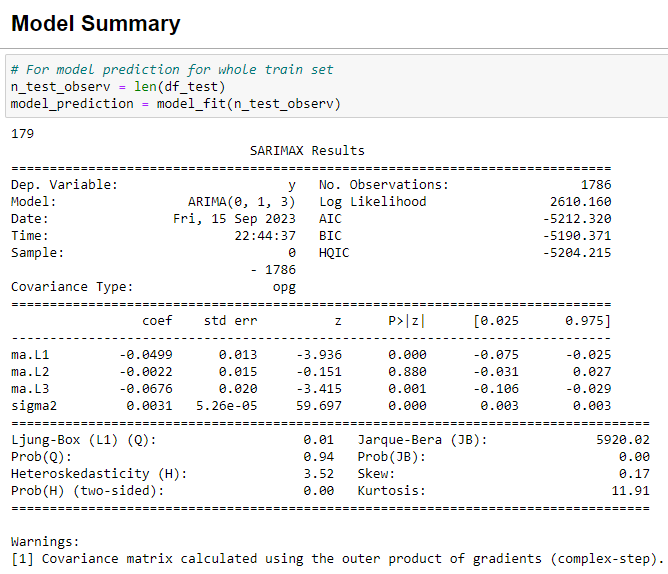 Model Summary
# For model prediction for whole train set
n_test_observ = len(df_test)
model_prediction = model_fit(n_test_observ)
179
SARIMAX Results
==============================================================================
Dep. Variable: y No. Observations: 1786
Model: ARIMA(0, 1, 3) Log Likelihood 2610.160
Date: Fri, 15 Sep 2023 AIC -5212.320
Time: 22:44:37 BIC -5190.371
Sample: 0 HQIC -5204.215
- 1786
Covariance Type: opg
==============================================================================
coef std err z P>|z| [0.025 0.975]
------------------------------------------------------------------------------
ma.L1 -0.0499 0.013 -3.936 0.000 -0.075 -0.025
ma.L2 -0.0022 0.015 -0.151 0.880 -0.031 0.027
ma.L3 -0.0676 0.020 -3.415 0.001 -0.106 -0.029
sigma2 0.0031 5.26e-05 59.697 0.000 0.003 0.003
===================================================================================
Ljung-Box (L1) (Q): 0.01 Jarque-Bera (JB): 5920.02
Prob(Q): 0.94 Prob(JB): 0.00
Heteroskedasticity (H): 3.52 Skew: 0.17
Prob(H) (two-sided): 0.00 Kurtosis: 11.91
===================================================================================
Warnings:
[1] Covariance matrix calculated using the outer product of gradients (complex-step).